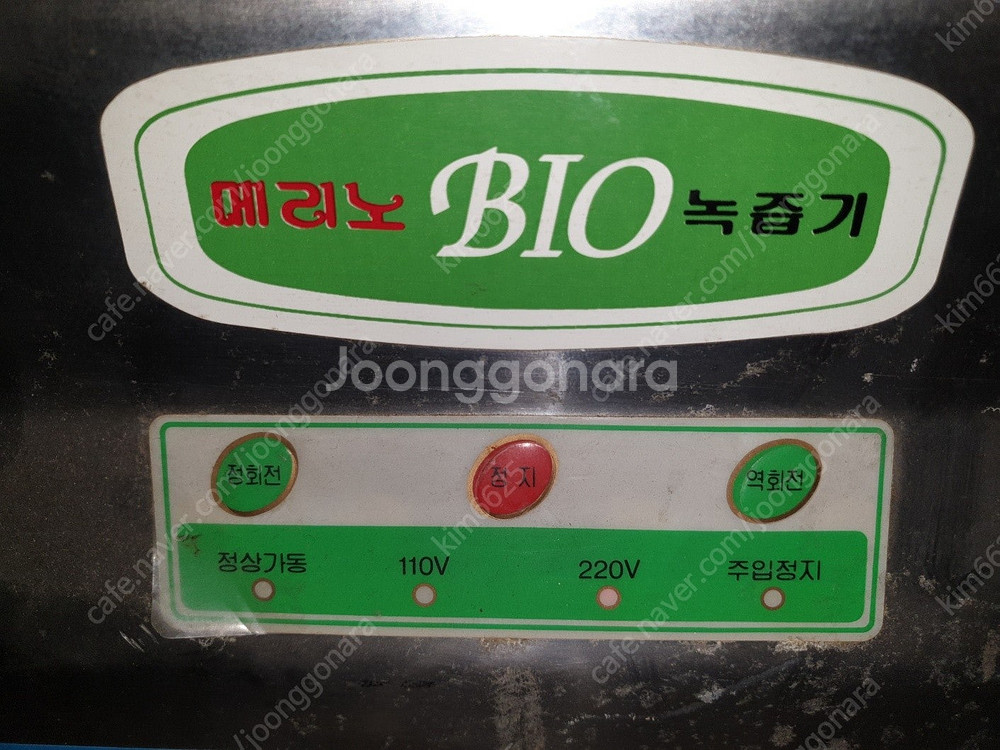 메리노 BIO 녹즙기
Joonggonara
정회전 정지 역회전
정상가동 110V 220V 주입정지